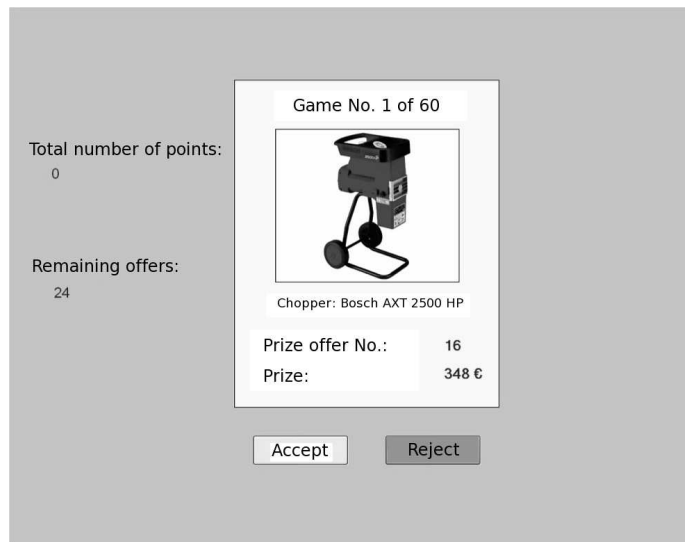 Game No. 1 of 60
Total number of points:
0
Remaining offers:
24
Chopper: Bosch AXT 2500 HP
Prize offer No.: 16
Prize: 348 €
Accept Reject